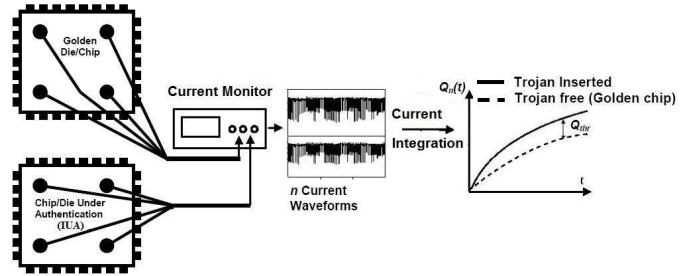 Golden
Die/Chip
Current Monitor
Chip/Die Under
Authentication
(IUA)
n Current
Waveforms
Current
Integration
Qn(t)
Trojan Inserted
Trojan free (Golden chip)
Qthr
t